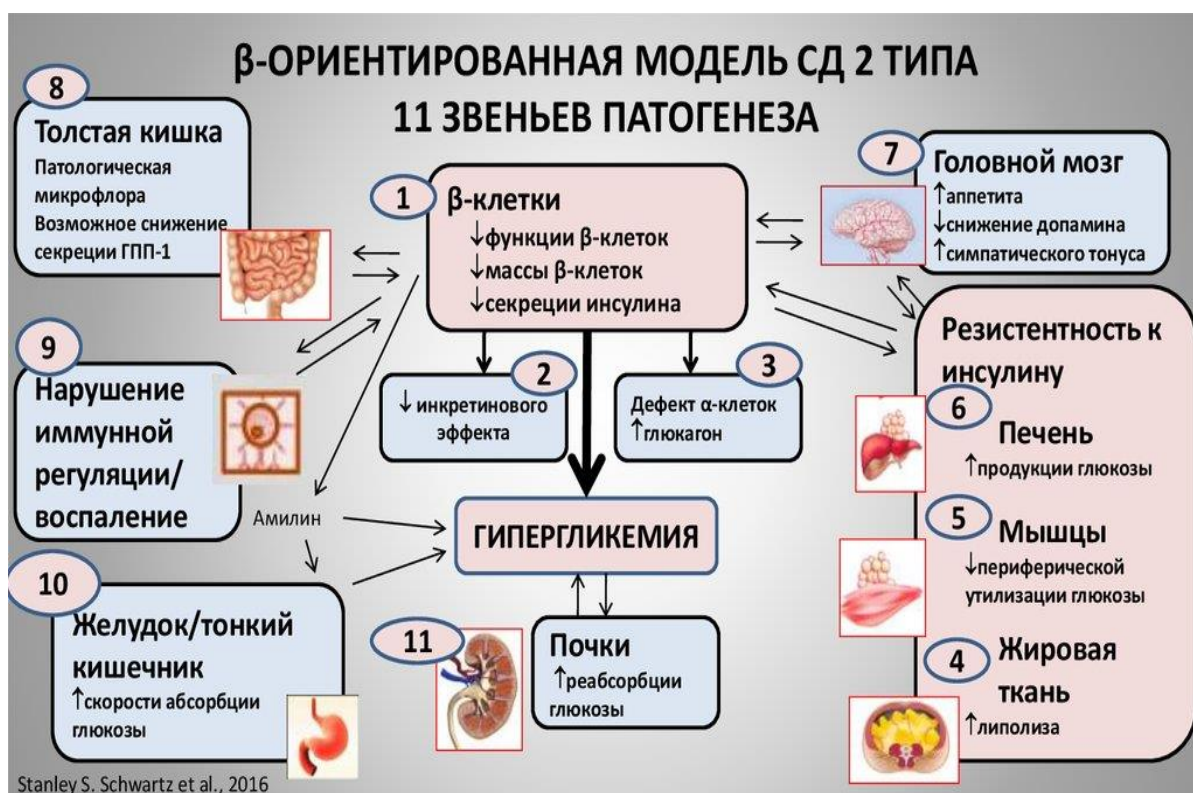 β-ОРИЕНТИРОВАННАЯ МОДЕЛЬ СД 2 ТИПА
11 ЗВЕНЬЕВ ПАТОГЕНЕЗА
8
Толстая кишка
Патологическая
микрофлора
Возможное снижение
секреции ГПП-1
1
β-клетки
↓функции β-клеток
↓массы β-клеток
↓секреции инсулина
7
Головной мозг
↑аппетита
↓снижение допамина
↑симпатического тонуса
9
Нарушение
иммунной
регуляции/
воспаление
2
↓ инкретинового
эффекта
3
Дефект α-клеток
↑глюкагон
Резистентность к
инсулину
6
Печень
↑продукции глюкозы
5
Мышцы
↓периферической
утилизации глюкозы
4
Жировая
ткань
↑липолиза
Амилин
ГИПЕРГЛИКЕМИЯ
10
Желудок/тонкий
кишечник
↑скорости абсорбции
глюкозы
11
Почки
↑реабсорбции
глюкозы
Stanley S. Schwartz et al., 2016